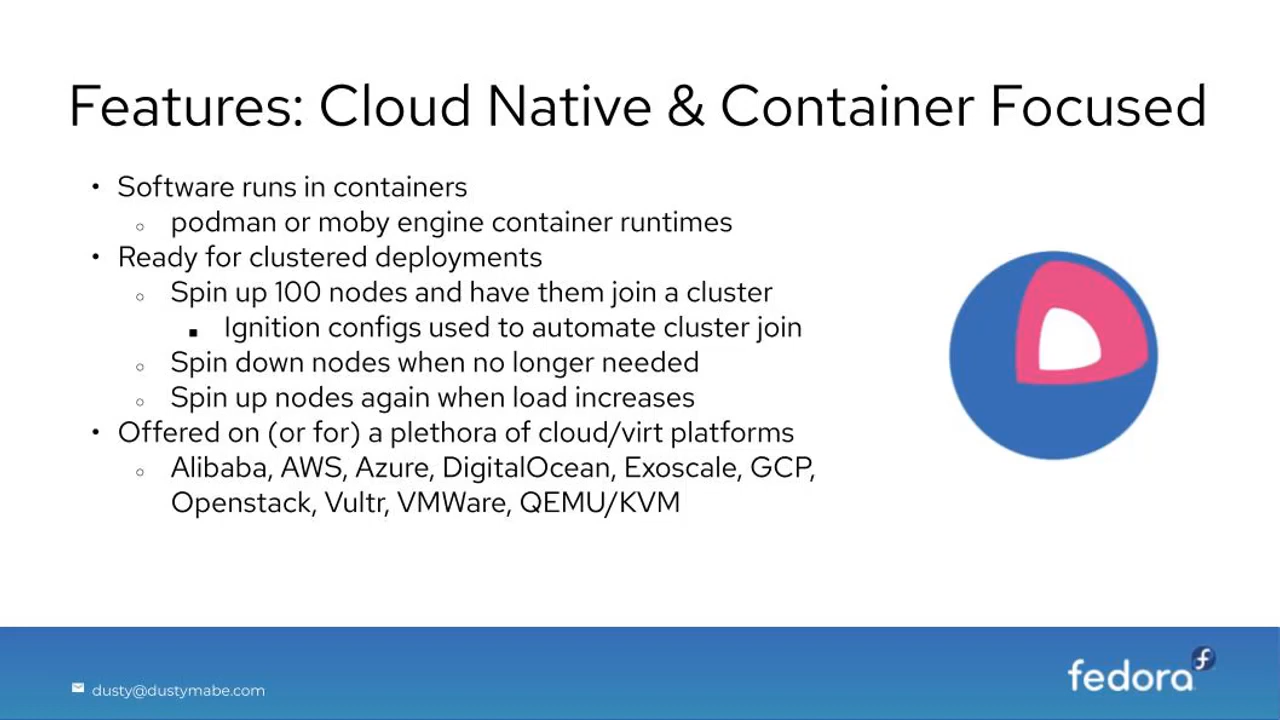 Features: Cloud Native & Container Focused
• Software runs in containers
○ podman or moby engine container runtimes
• Ready for clustered deployments
○ Spin up 100 nodes and have them join a cluster
■ Ignition configs used to automate cluster join
○ Spin down nodes when no longer needed
○ Spin up nodes again when load increases
• Offered on (or for) a plethora of cloud/virt platforms
○ Alibaba, AWS, Azure, DigitalOcean, Exoscale, GCP,
Openstack, Vultr, VMWare, QEMU/KVM
dusty@dustymabe.com
fedora